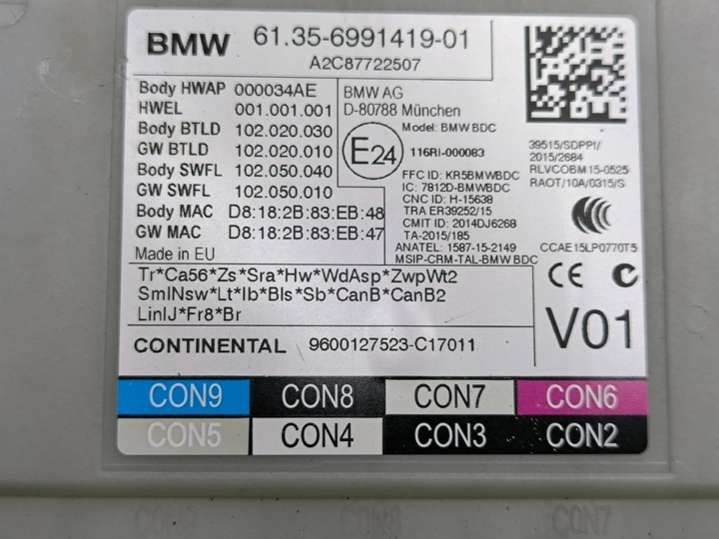 BMW 61.35-6991419-01
A2C87722507
Body HWAP 000034AE
HWEL 001.001.001
Body BTLD 102.020.030
GW BTLD 102.020.010
Body SWFL 102.050.040
GW SWFL 102.050.010
Body MAC D8:18:2B:83:EB:48
GW MAC D8:18:2B:83:EB:47
Made in EU
BMW AG
D-80788 München
Model: BMW BDC
E24 116RI-000083
FFC ID: KR5BMWBDC
IC: 7812D-BMWBDC
CNC ID: H-15638
TRA ER39252/15
CMIT ID: 2014DJ6268
TA-2015/185
ANATEL: 1587-15-2149
MSIP-CRM-TAL-BMW BDC
39515/SDPPI/
2015/2684
RLVCOBM15-0525
RAOT/10A/0315/S
CCAE15LP0770T5
CE
Tr*Ca56*Zs*Sra*Hw*WdAsp*ZwpWt2
SmlNsw*Lt*Ib*Bls*Sb*CanB*CanB2
LinIJ*Fr8*Br
V01
CONTINENTAL 9600127523-C17011
CON9 CON8 CON7 CON6
CON5 CON4 CON3 CON2
CON8 CON7